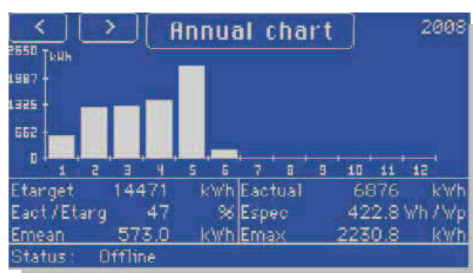 < > Annual chart 2008
2650 kWh
1987
1325
662
0
1 2 3 4 5 6 7 8 9 10 11 12
Etarget 14471 kWh Eactual 6876 kWh
Eact/Etarg 47 % Espec 422.8 Wh/Wp
Emean 573.0 kWh Emax 2230.8 kWh
Status: Offline